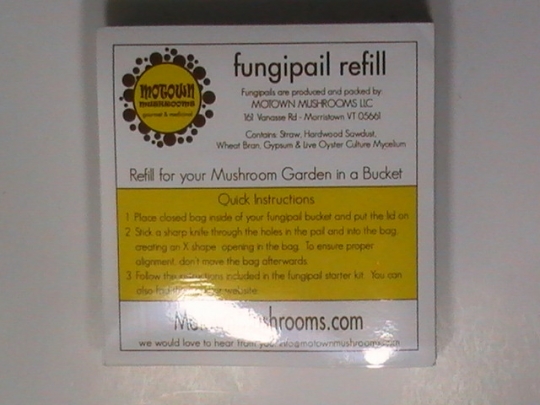 MOTOWN
MUSHROOMS
gourmet & medicinal
fungipail refill
Fungipails are produced and packed by
MOTOWN MUSHROOMS LLC
161 Vanasse Rd - Morristown VT 05661
Contains: Straw, Hardwood Sawdust,
Wheat Bran, Gypsum & Live Oyster Culture Mycelium
Refill for your Mushroom Garden in a Bucket
Quick Instructions
1 Place closed bag inside of your fungipail bucket and put the lid on
2 Stick a sharp knife through the holes in the pail and into the bag
creating an X shape opening in the bag. To ensure proper
alignment, don't move the bag afterwards
3 Follow the included in the fungipail starter kit. You can
also website.
we would love to hear from you info@motownmushrooms.com